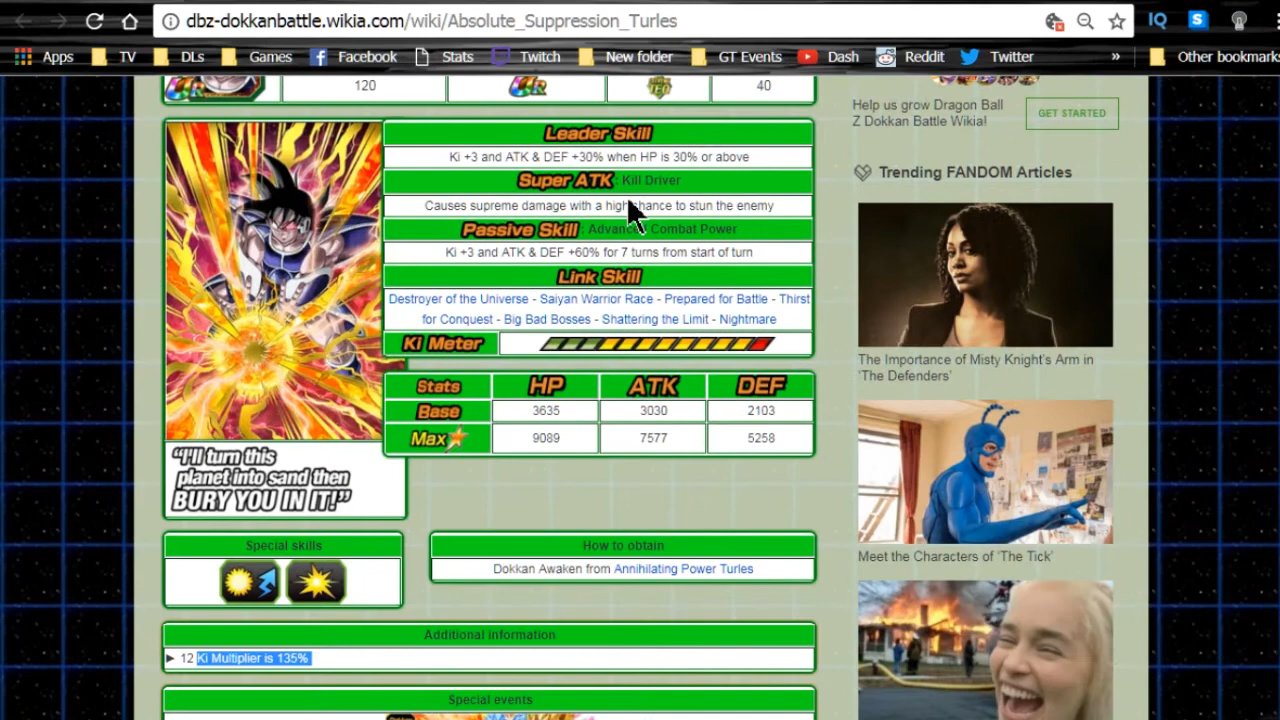 dbz-dokkanbattle.wikia.com/wiki/Absolute_Suppression_Turles
IQ
S
Apps TV DLs Games Facebook Stats Twitch New folder GT Events Dash Reddit Twitter » Other bookmarks
120 40
Help us grow Dragon Ball
Z Dokkan Battle Wikia!
GET STARTED
Leader Skill
Ki +3 and ATK & DEF +30% when HP is 30% or above
Super ATK : Kill Driver
Causes supreme damage with a high chance to stun the enemy
Passive Skill : Advanced Combat Power
Ki +3 and ATK & DEF +60% for 7 turns from start of turn
Link Skill
Destroyer of the Universe - Saiyan Warrior Race - Prepared for Battle - Thirst
for Conquest - Big Bad Bosses - Shattering the Limit - Nightmare
Ki Meter
Stats HP ATK DEF
Base 3635 3030 2103
Max 9089 7577 5258
"I'll turn this
planet into sand then
BURY YOU IN IT!"
Special skills
How to obtain
Dokkan Awaken from Annihilating Power Turles
Additional information
► 12 Ki Multiplier is 135%
Special events
Trending FANDOM Articles
The Importance of Misty Knight's Arm in
'The Defenders'
Meet the Characters of 'The Tick'